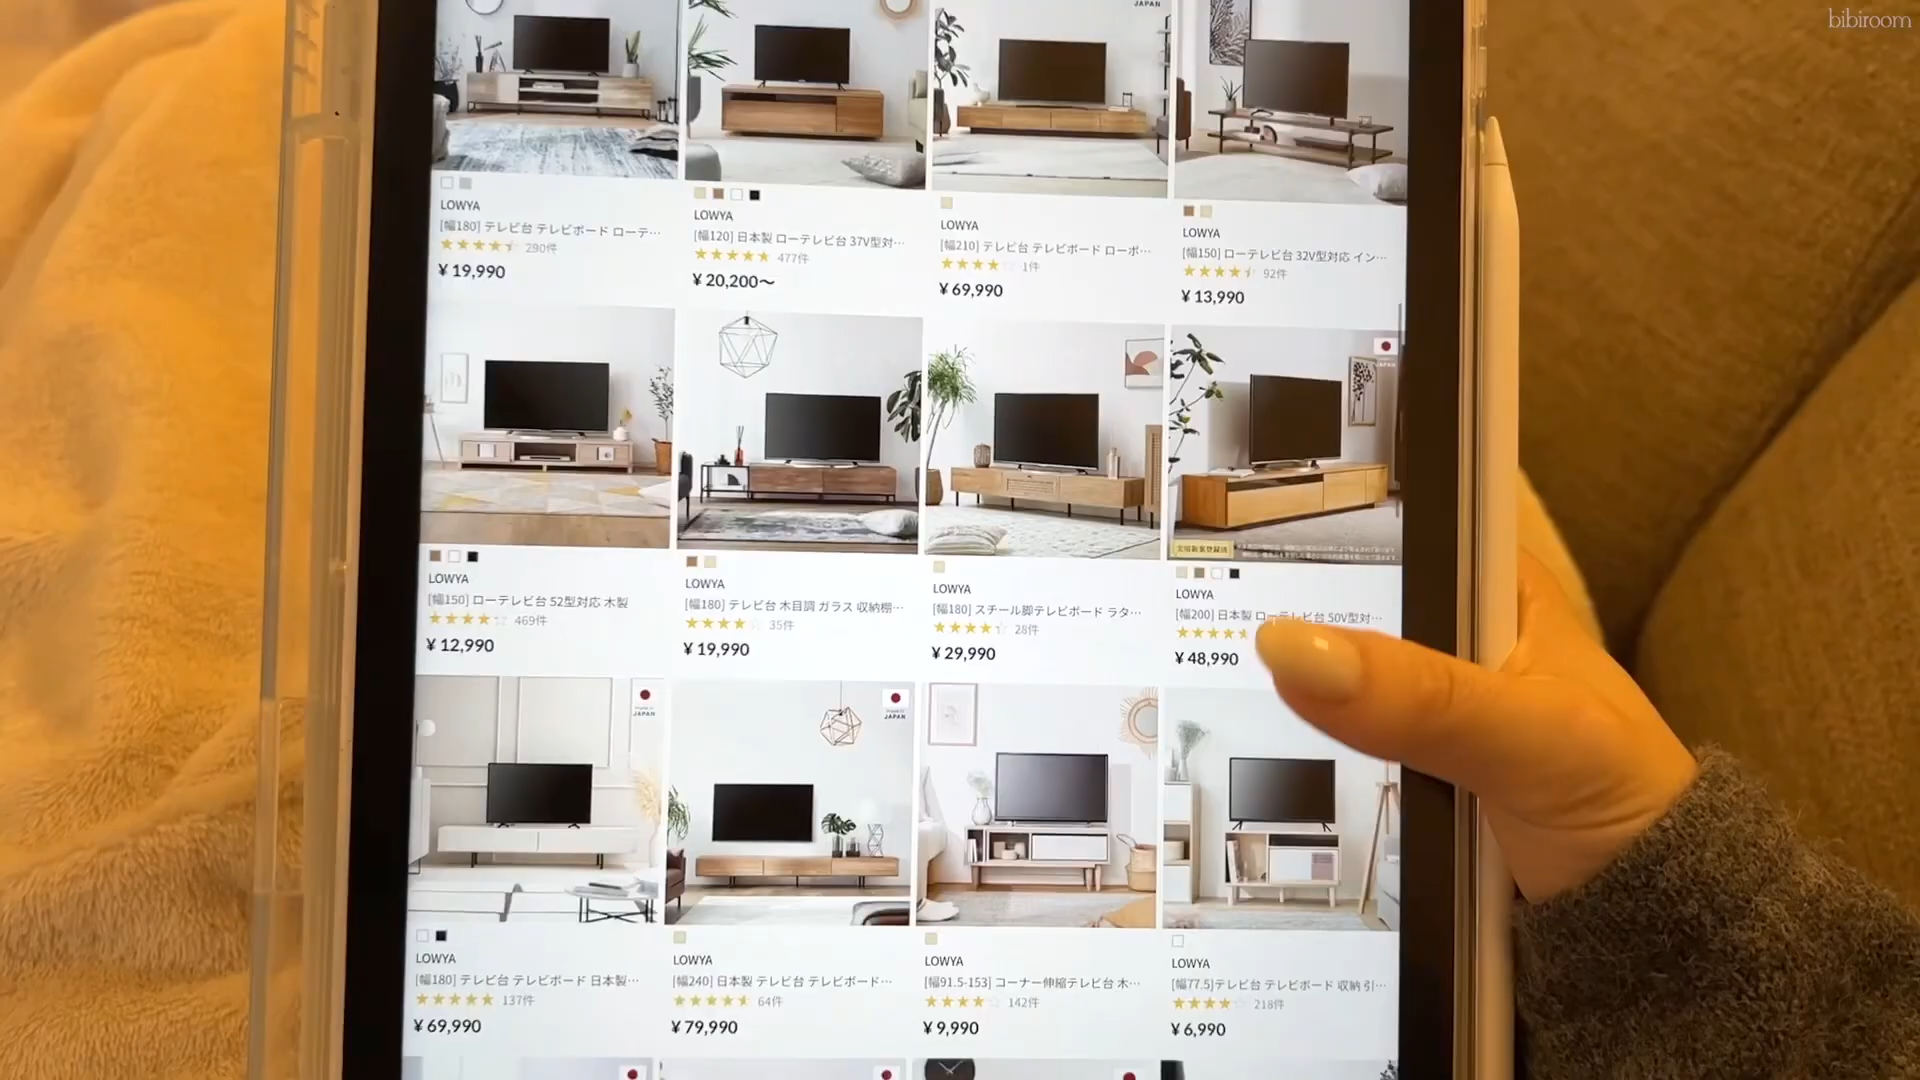 bibiroom
JAPAN
LOWYA
[幅180] テレビ台 テレビボード ローテ…
290件
¥19,990
LOWYA
[幅120] 日本製 ローテレビ台 37V型対…
477件
¥20,200〜
LOWYA
[幅210] テレビ台 テレビボード ローボ…
1件
¥69,990
LOWYA
[幅150] ローテレビ台 32V型対応 イン…
92件
¥13,990
LOWYA
[幅150] ローテレビ台 52型対応 木製
469件
¥12,990
LOWYA
[幅180] テレビ台 木目調 ガラス 収納棚…
35件
¥19,990
LOWYA
[幅180] スチール脚テレビボード ラタ…
28件
¥29,990
JAPAN
LOWYA
[幅200] 日本製 ローテレビ台 50V型対…
¥48,990
JAPAN
LOWYA
[幅180] テレビ台 テレビボード 日本製…
137件
¥69,990
JAPAN
LOWYA
[幅240] 日本製 テレビ台 テレビボード…
64件
¥79,990
LOWYA
[幅91.5-153] コーナー伸縮テレビ台 木…
142件
¥9,990
LOWYA
[幅77.5]テレビ台 テレビボード 収納 引…
218件
¥6,990